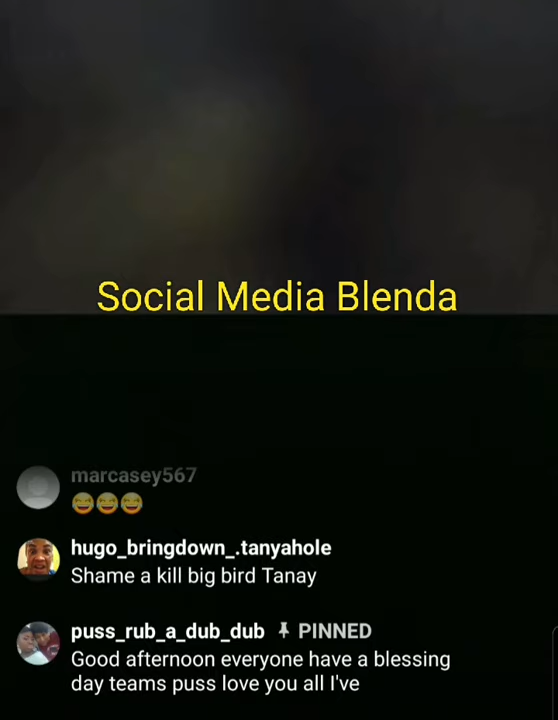 Social Media Blenda
marcasey567
😂😂😂
hugo_bringdown_.tanyahole
Shame a kill big bird Tanay
puss_rub_a_dub_dub PINNED
Good afternoon everyone have a blessing
day teams puss love you all I've